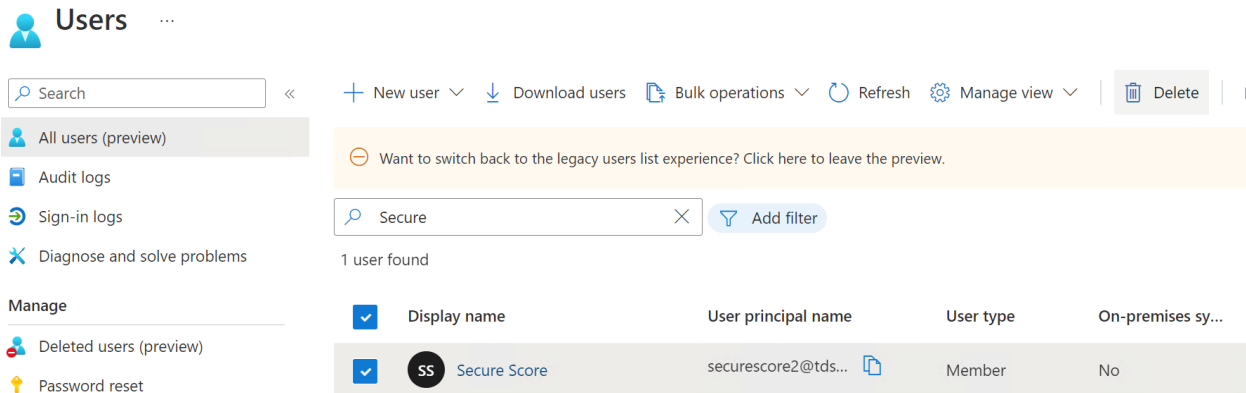 Users ...
Search «
New user Download users Bulk operations Refresh Manage view Delete
All users (preview)
Want to switch back to the legacy users list experience? Click here to leave the preview.
Audit logs
Sign-in logs
Secure Add filter
Diagnose and solve problems
1 user found
Manage
Display name User principal name User type On-premises sy...
Deleted users (preview)
SS Secure Score securescore2@tds... Member No
Password reset